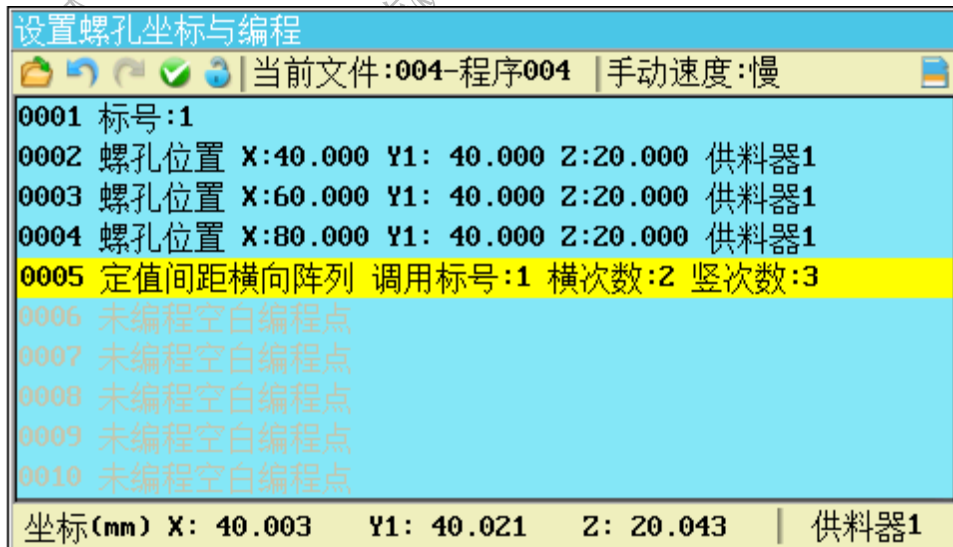 设置螺孔坐标与编程
当前文件:004-程序004 |手动速度:慢
0001 标号:1
0002 螺孔位置 X:40.000 Y1: 40.000 Z:20.000 供料器1
0003 螺孔位置 X:60.000 Y1: 40.000 Z:20.000 供料器1
0004 螺孔位置 X:80.000 Y1: 40.000 Z:20.000 供料器1
0005 定值间距横向阵列 调用标号:1 横次数:2 竖次数:3
0006 未编程空白编程点
0007 未编程空白编程点
0008 未编程空白编程点
0009 未编程空白编程点
0010 未编程空白编程点
坐标(mm) X: 40.003 Y1: 40.021 Z: 20.043 | 供料器1